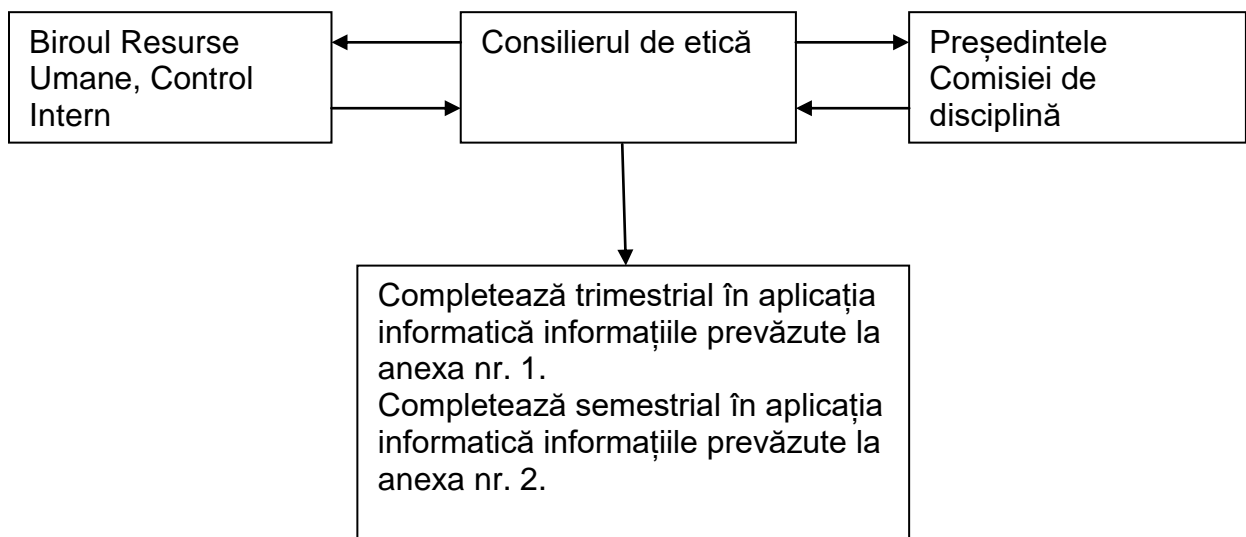 Biroul Resurse
Umane, Control
Intern
Consilierul de etică
Președintele
Comisiei de
disciplină
Completează trimestrial în aplicația
informatică informațiile prevăzute la
anexa nr. 1.
Completează semestrial în aplicația
informatică informațiile prevăzute la
anexa nr. 2.